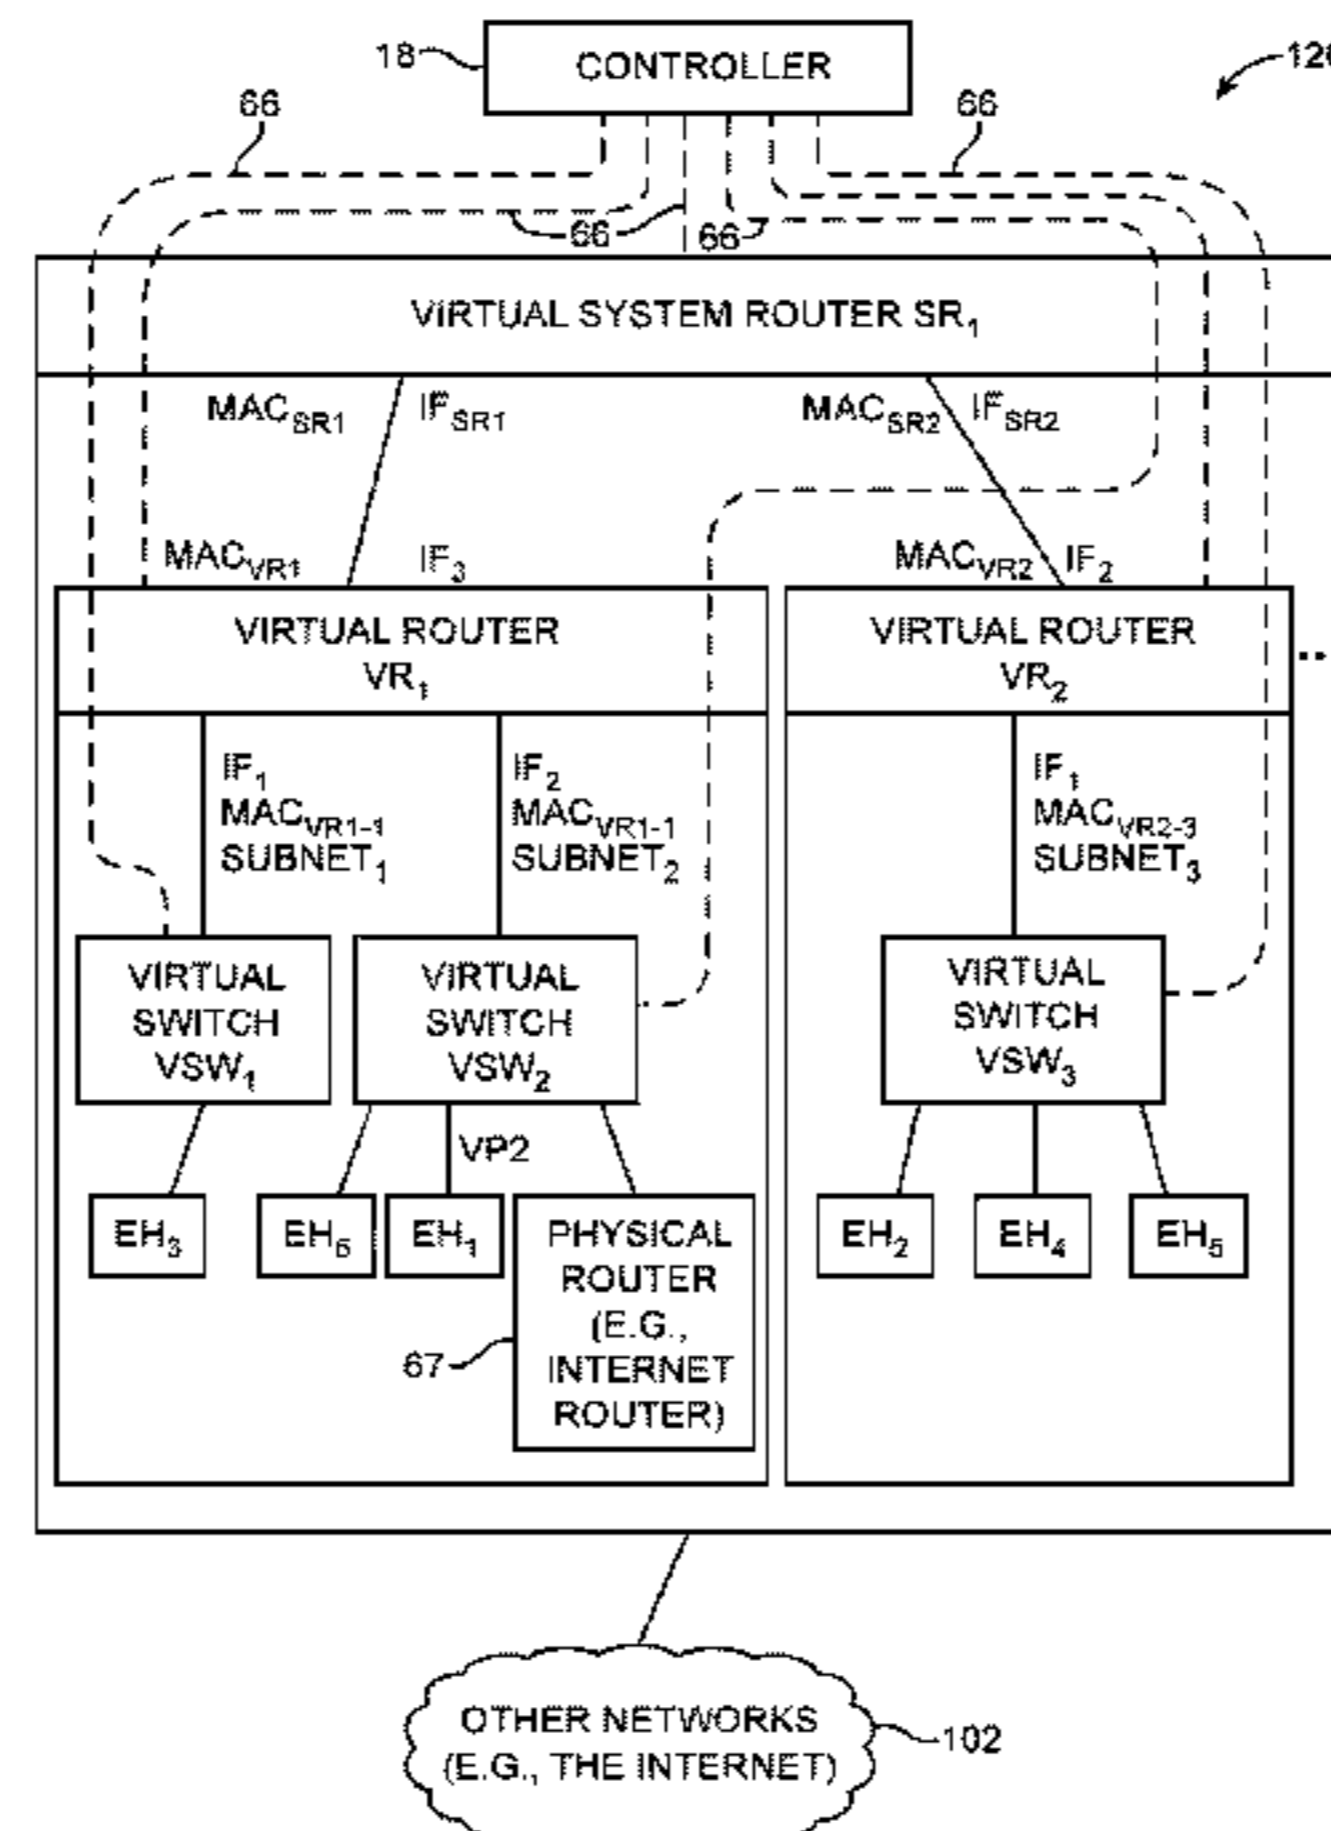 18 CONTROLLER
66 66
66 66
VIRTUAL SYSTEM ROUTER SR1
MACSR1 IFSR1 MACSR2 IFSR2
MACVR1 IF3 MACVR2 IF2
VIRTUAL ROUTER VR1
VIRTUAL ROUTER VR2
IF1
MACVR1-1
SUBNET1
IF2
MACVR1-1
SUBNET2
IF1
MACVR2-3
SUBNET3
VIRTUAL
SWITCH
VSW1
VIRTUAL
SWITCH
VSW2
VIRTUAL
SWITCH
VSW3
VP2
EH3
EH6
EH1
PHYSICAL
ROUTER
(E.G.,
INTERNET
ROUTER)
67
EH2
EH4
EH5
OTHER NETWORKS
(E.G., THE INTERNET)
102